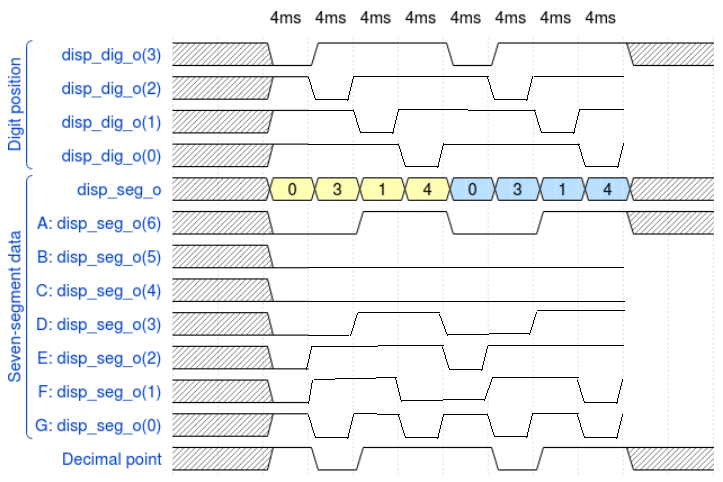 4ms 4ms 4ms 4ms 4ms 4ms 4ms 4ms
Digit position
disp_dig_o(3)
disp_dig_o(2)
disp_dig_o(1)
disp_dig_o(0)
Seven-segment data
disp_seg_o 0 3 1 4 0 3 1 4
A: disp_seg_o(6)
B: disp_seg_o(5)
C: disp_seg_o(4)
D: disp_seg_o(3)
E: disp_seg_o(2)
F: disp_seg_o(1)
G: disp_seg_o(0)
Decimal point